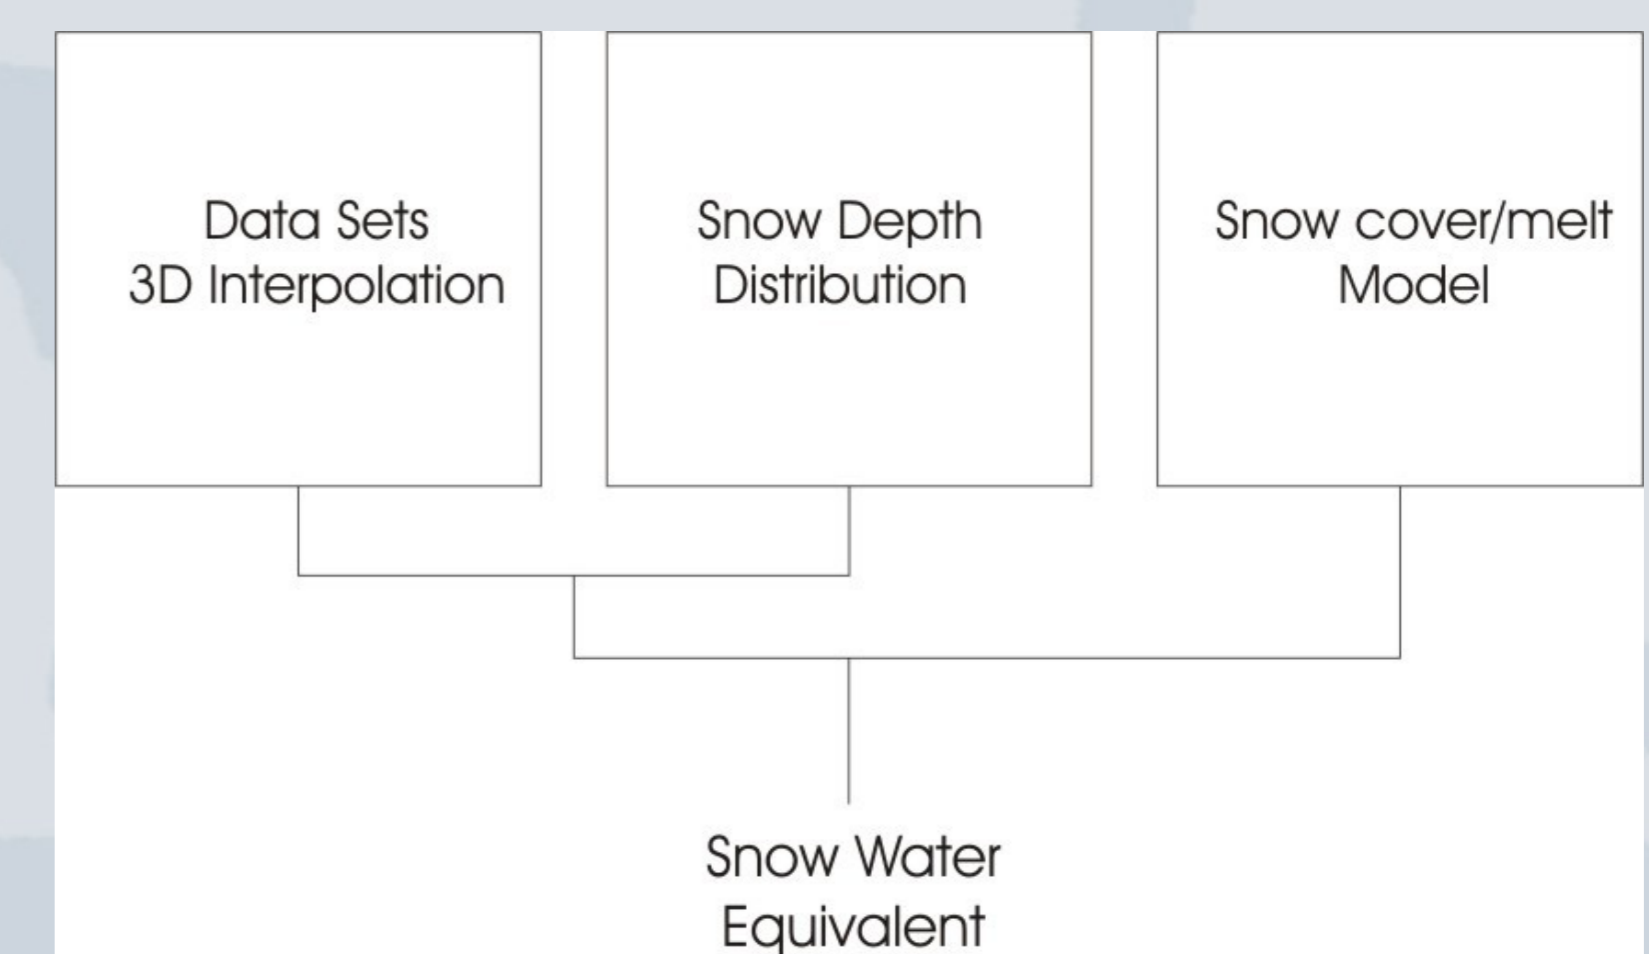 Data Sets
3D Interpolation
Snow Depth
Distribution
Snow cover/melt
Model
Snow Water
Equivalent